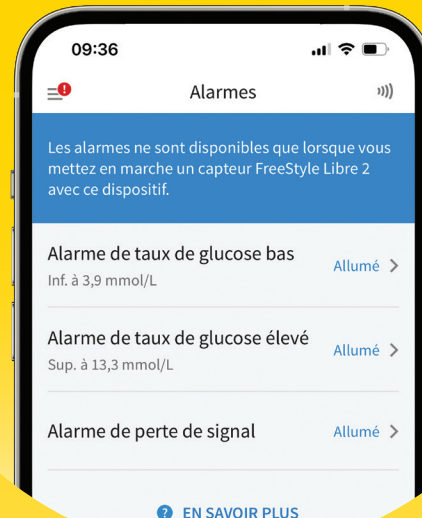 09:36
Alarmes
Les alarmes ne sont disponibles que lorsque vous
mettez en marche un capteur FreeStyle Libre 2
avec ce dispositif.
Alarme de taux de glucose bas
Inf. à 3,9 mmol/L
Allumé
Alarme de taux de glucose élevé
Sup. à 13,3 mmol/L
Allumé
Alarme de perte de signal
Allumé
EN SAVOIR PLUS